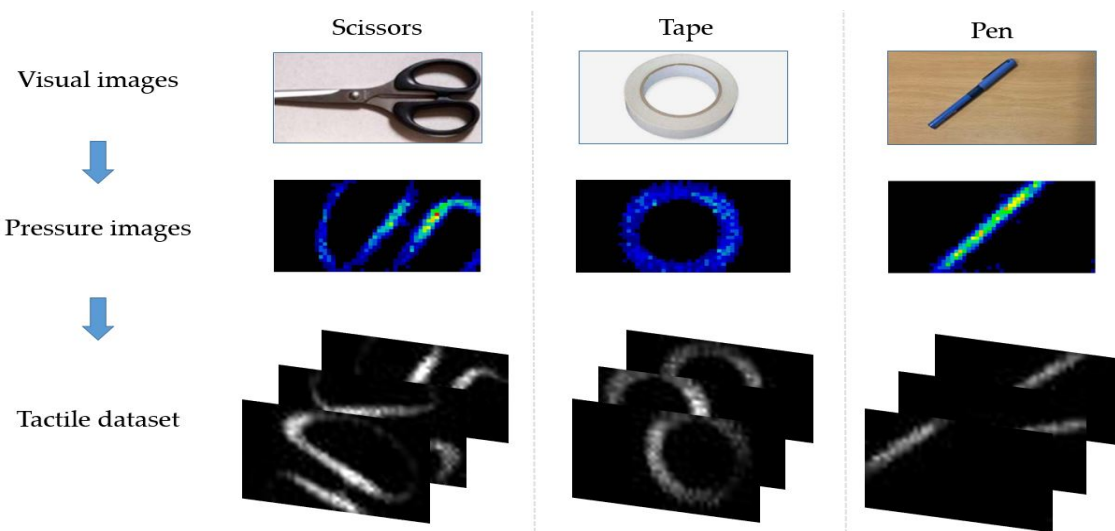 Scissors
Tape
Pen
Visual images
Pressure images
Tactile dataset